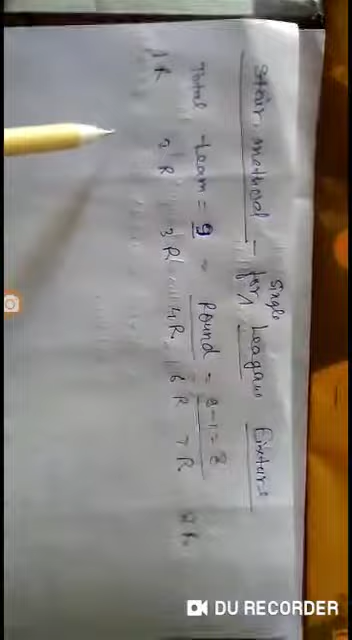 Stair method - for Single League Fixture
Total team = 9 Round = 9-1 = 8
1R 2R 3R 4R 6R 7R 8R
DU RECORDER